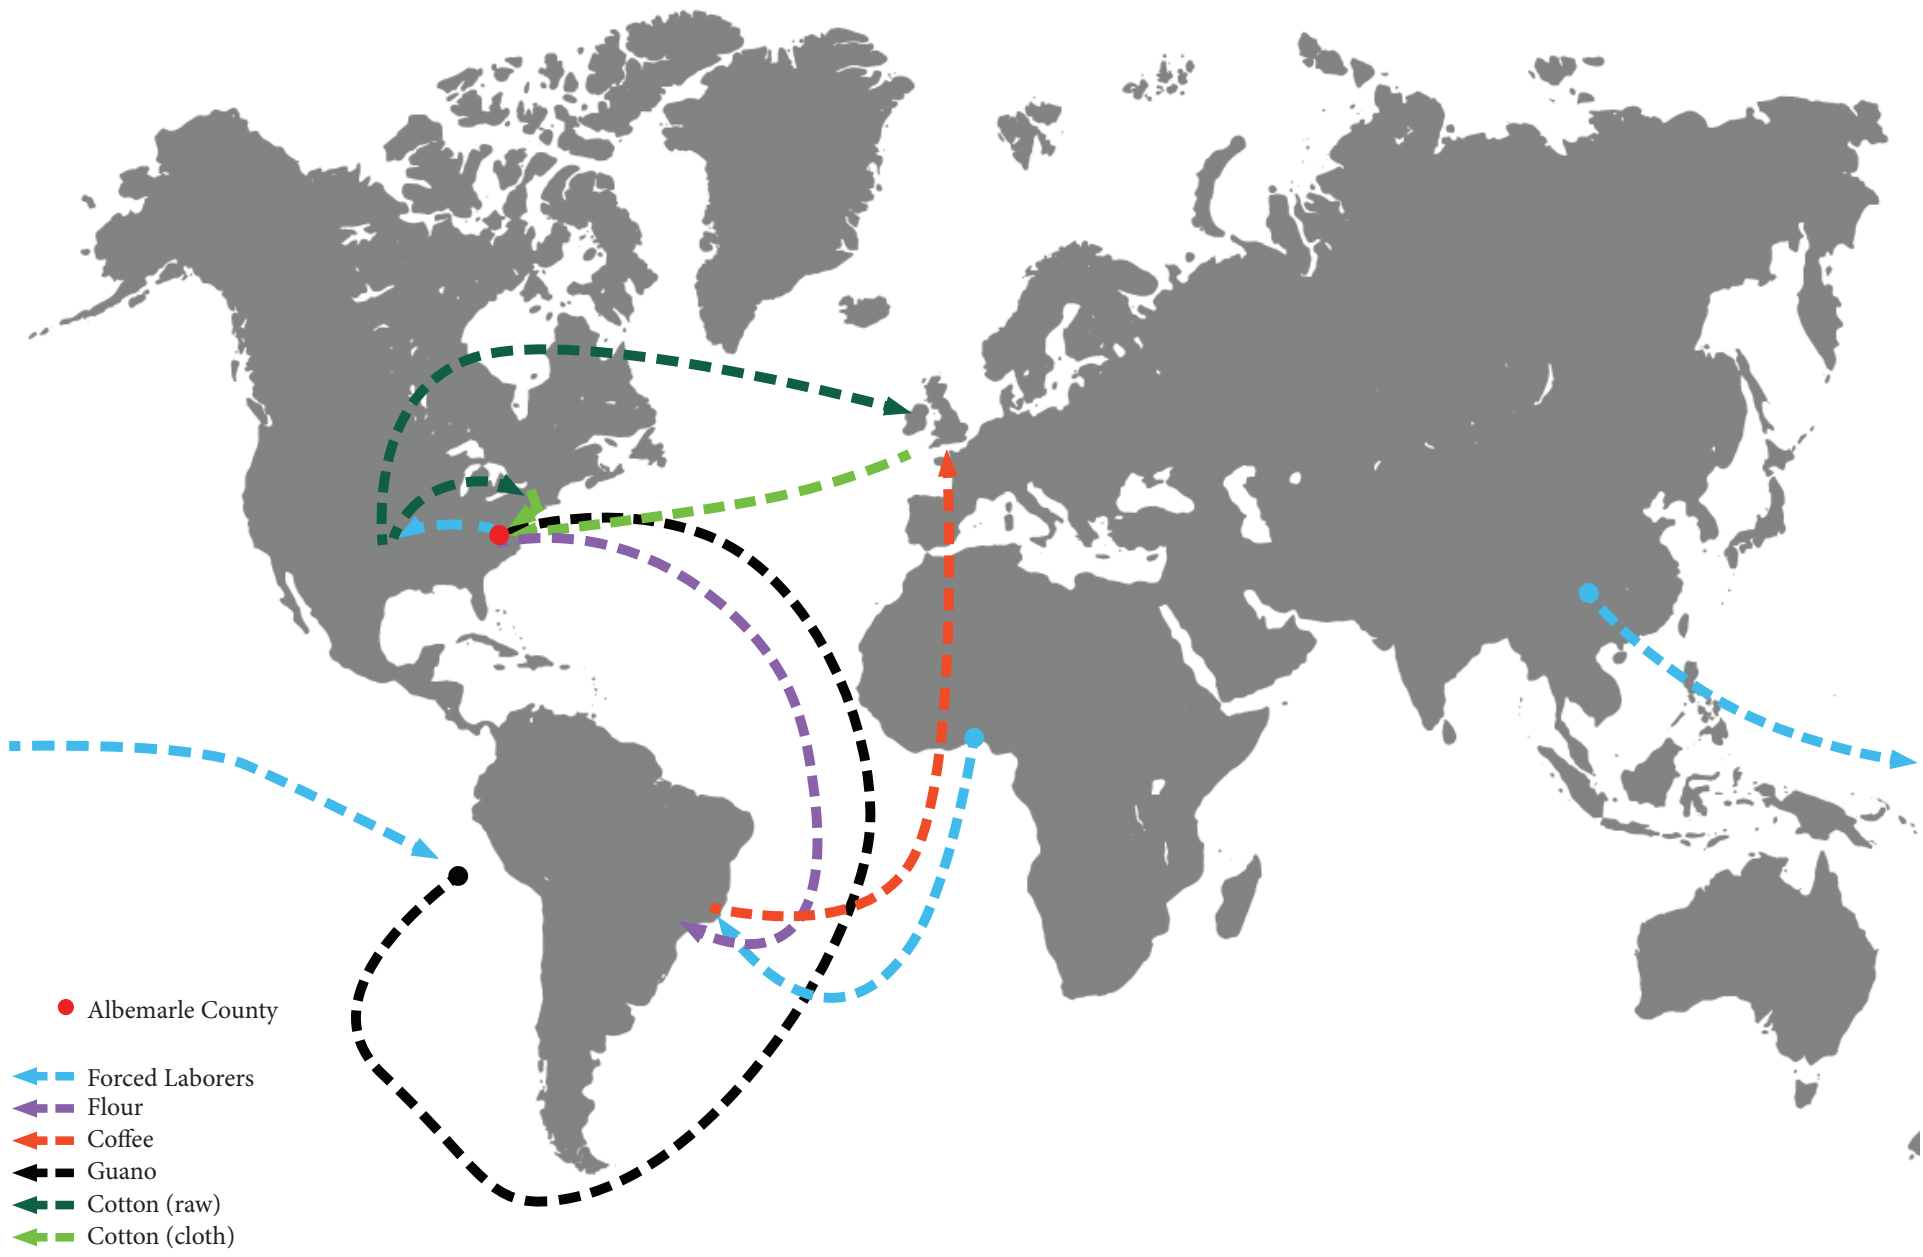 Albemarle County
Forced Laborers
Flour
Coffee
Guano
Cotton (raw)
Cotton (cloth)